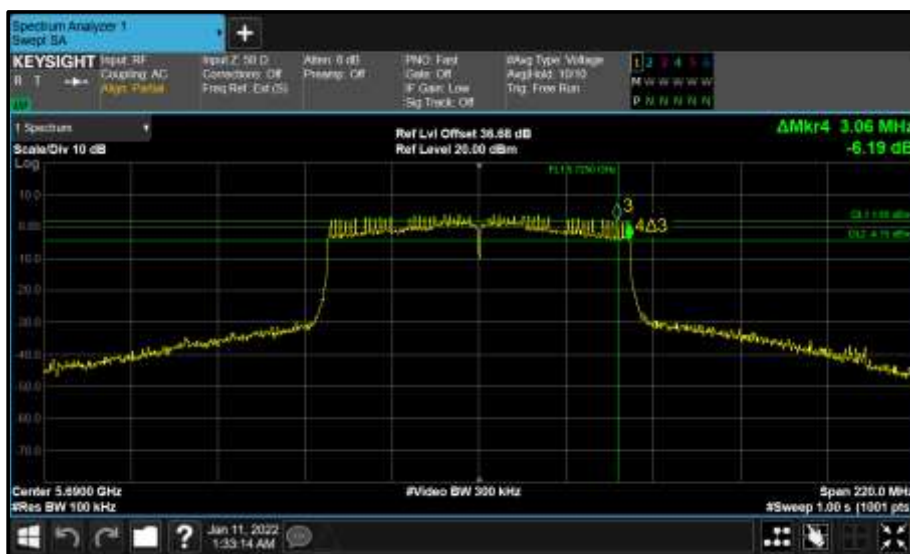 Spectrum Analyzer 1
Swept SA
KEYSIGHT
R T
Input: RF
Coupling: AC
Align: Partial
Input Z: 50 Ω
Corrections: Off
Freq Ref: Ext (S)
Atten: 0 dB
Preamp: Off
PNO: Fast
Gate: Off
IF Gain: Low
Sig Track: Off
#Avg Type: Voltage
Avg|Hold: 10/10
Trig: Free Run
1 2 3 4 5 6
M W W W W W
P N N N N N
1 Spectrum
Scale/Div 10 dB
Log
Ref Lvl Offset 36.68 dB
Ref Level 20.00 dBm
ΔMkr4 3.06 MHz
-6.19 dB
10.0
0.00
-10.0
-20.0
-30.0
-40.0
-50.0
-60.0
-70.0
3
4Δ3
Center 5.6900 GHz
#Res BW 100 kHz
#Video BW 300 kHz
Span 220.0 MHz
#Sweep 1.00 s (1001 pts)
?
Jan 11, 2022
1:33:14 AM